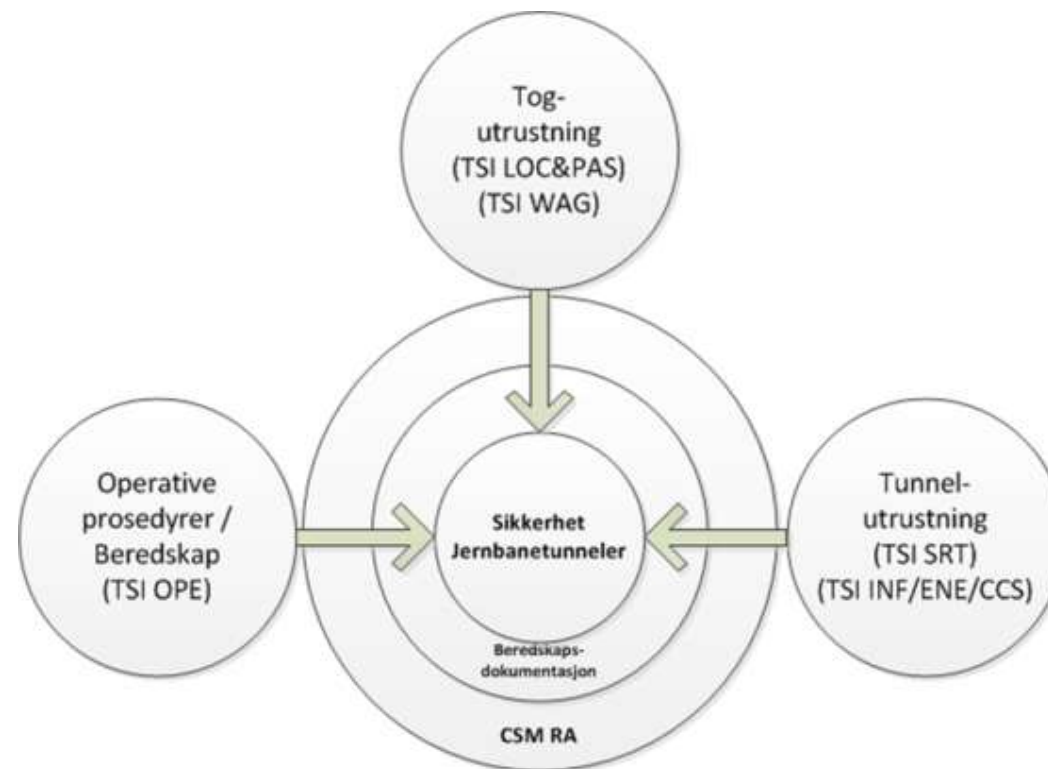 Tog-
utrustning
(TSI LOC&PAS)
(TSI WAG)
Operative
prosedyrer /
Beredskap
(TSI OPE)
Sikkerhet
Jernbanetunneler
Tunnel-
utrustning
(TSI SRT)
(TSI INF/ENE/CCS)
Beredskaps-
dokumentasjon
CSM RA